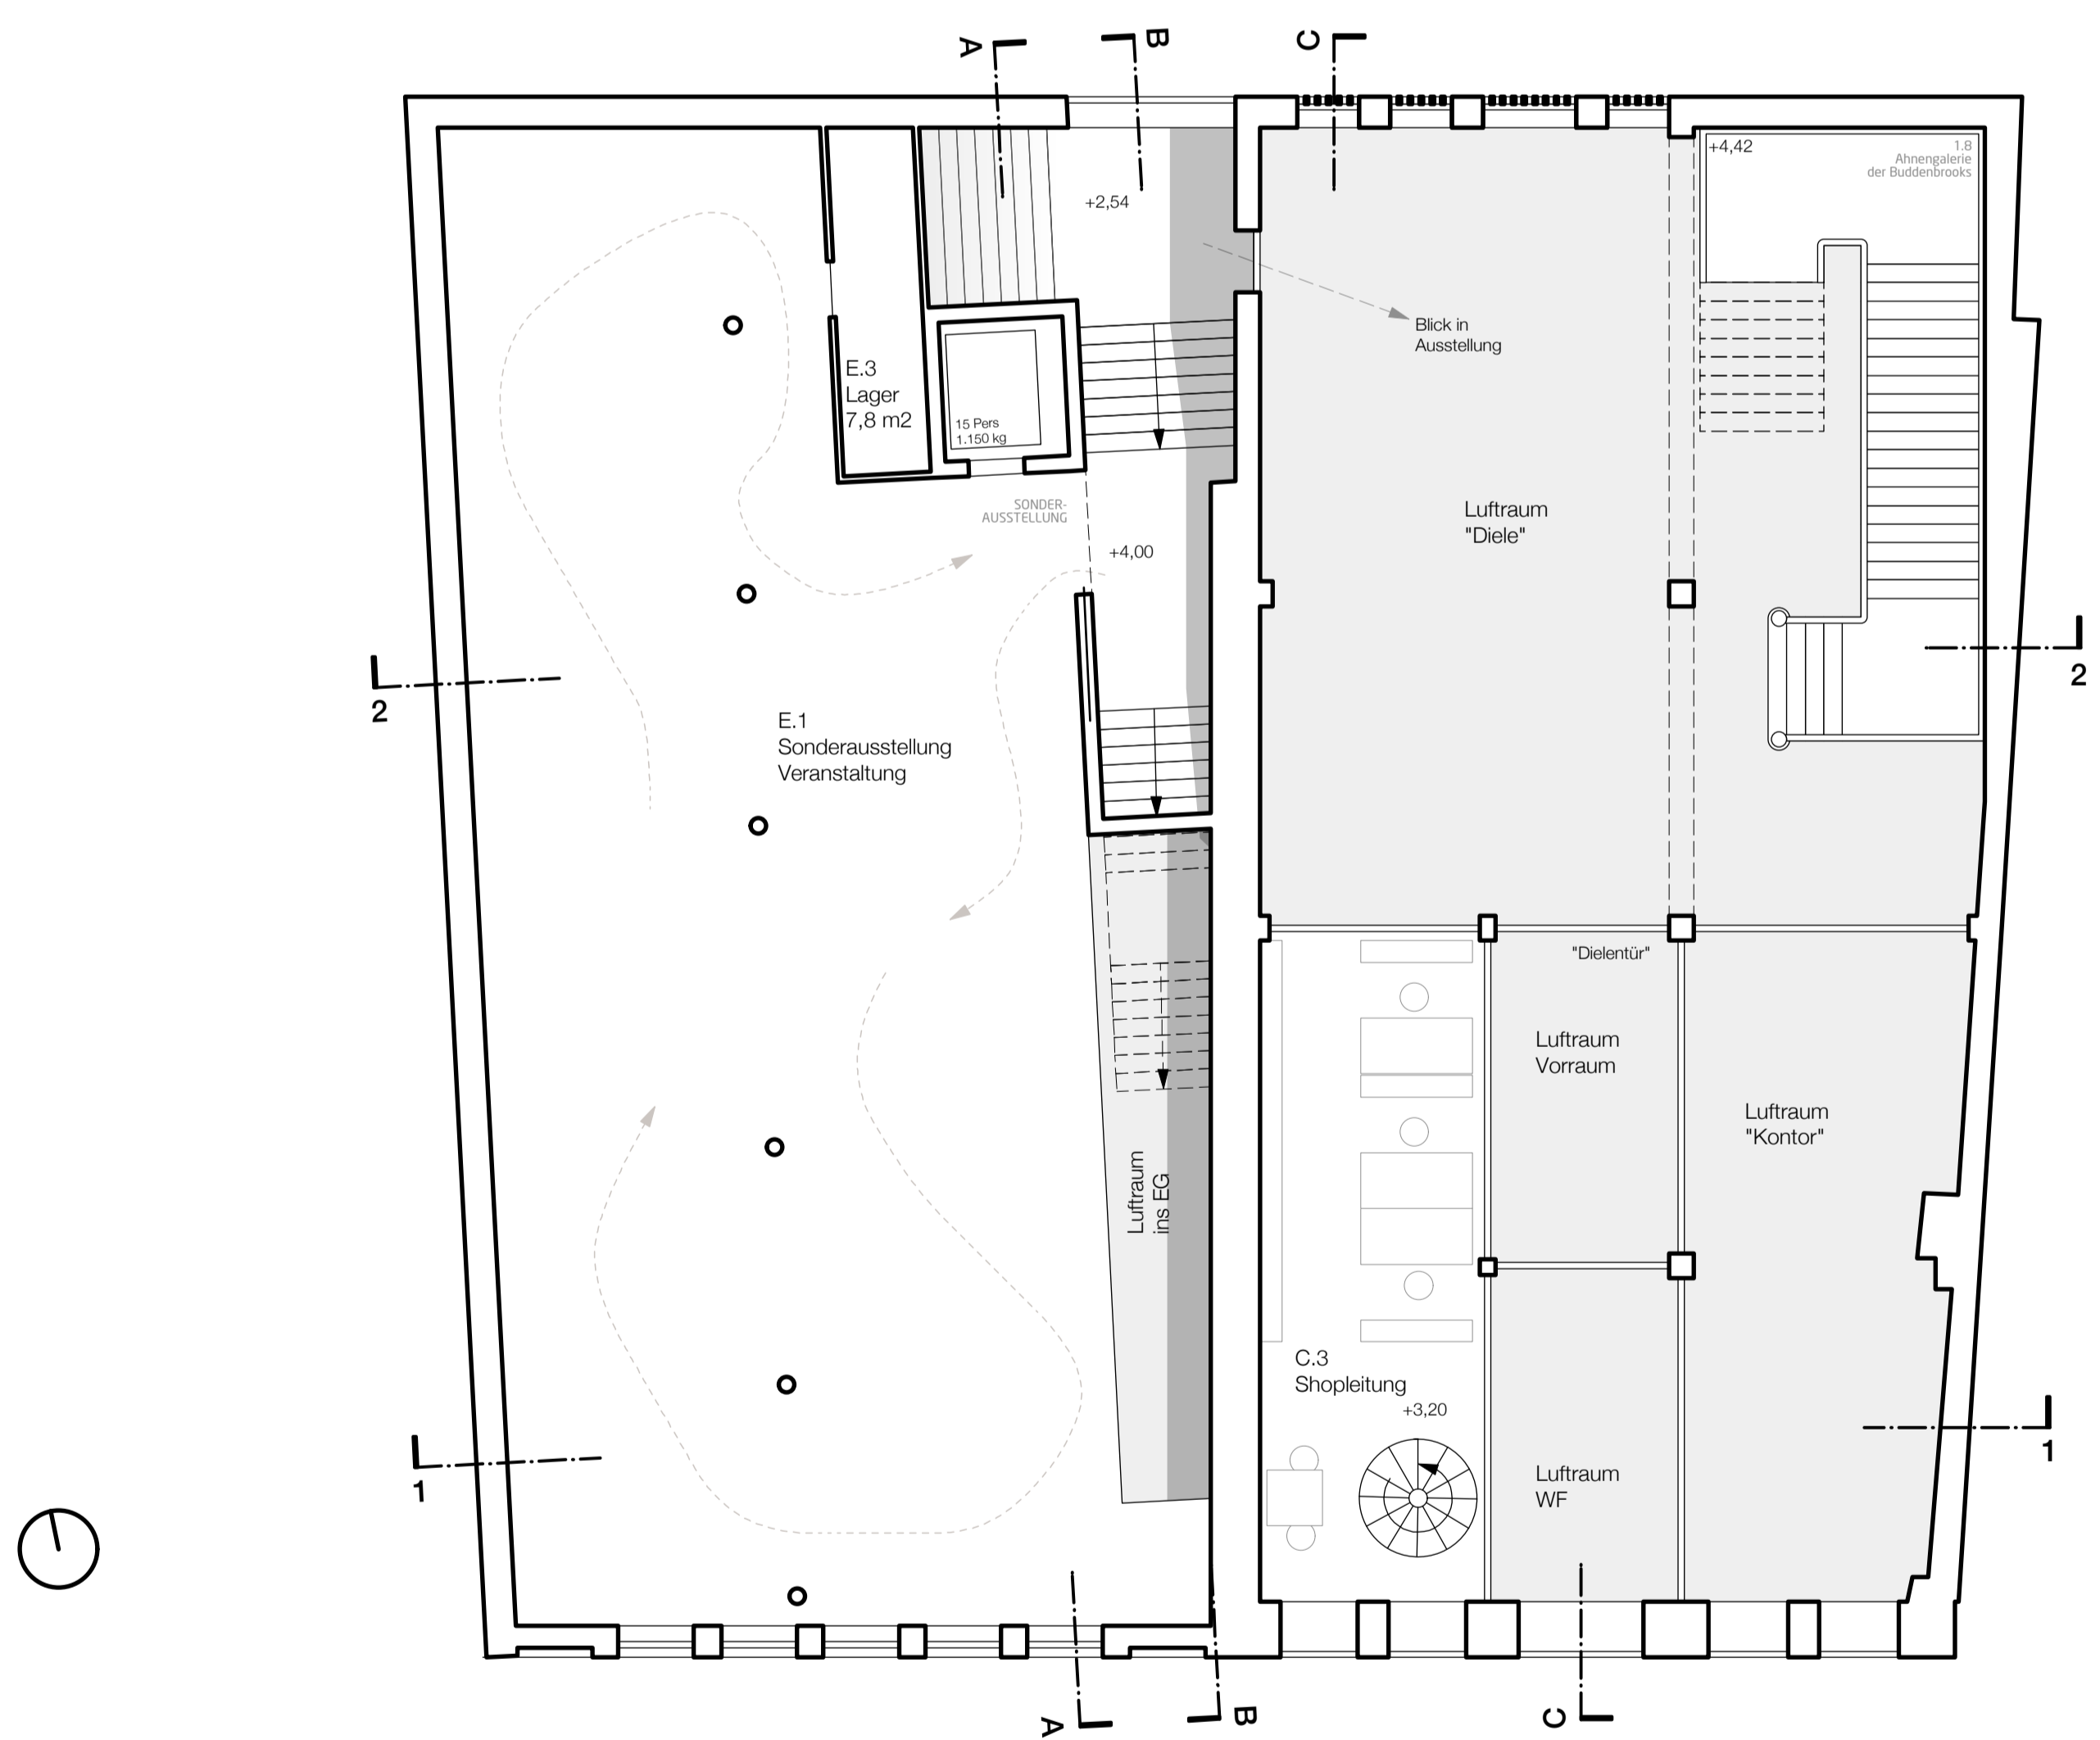 A
B
C
+4,42
1.8
Ahnengalerie
der Buddenbrooks
+2,54
Blick in
Ausstellung
E.3
Lager
7,8 m2
15 Pers
1.150 kg
SONDER-
AUSSTELLUNG
Luftraum
"Diele"
+4,00
2
2
E.1
Sonderausstellung
Veranstaltung
"Dielentür"
Luftraum
Vorraum
Luftraum
"Kontor"
Luftraum
ins EG
C.3
Shopleitung
+3,20
Luftraum
WF
1
1
A
B
C